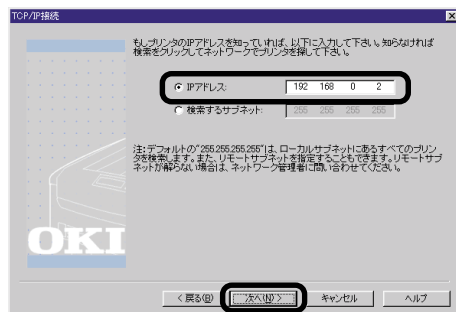 TCP/IP接続
もしプリンタのIPアドレスを知っていれば、以下に入力して下さい。知らなければ
検索をクリックしてネットワークでプリンタを探して下さい。
IPアドレス: 192 168 0 2
検索するサブネット: 255 255 255 255
注：デフォルトの"255.255.255.255"は、ローカルサブネットにあるすべてのプリン
タを検索します。また、リモートサブネットを指定することもできます。リモートサブ
ネットが解らない場合は、ネットワーク管理者に問い合わせてください。
OKI
< 戻る(B) 次へ(N) > キャンセル ヘルプ